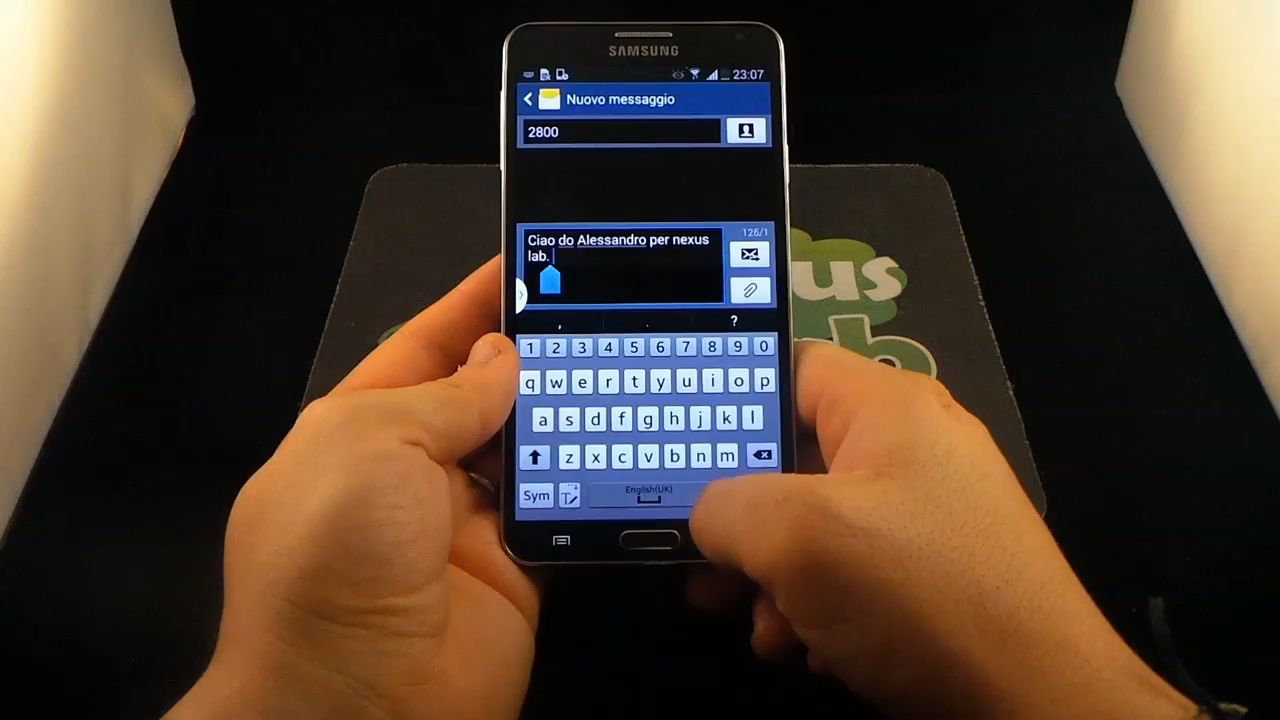 SAMSUNG
23:07
Nuovo messaggio
2800
126/1
Ciao do Alessandro per nexus
lab.
us
b
, . ?
1 2 3 4 5 6 7 8 9 0
q w e r t y u i o p
a s d f g h j k l
z x c v b n m
Sym
English(UK)